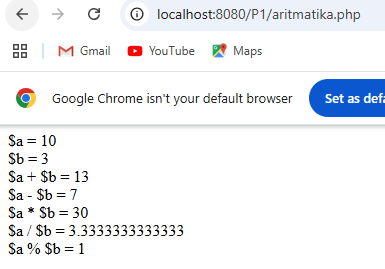 localhost:8080/P1/aritmatika.php
Gmail YouTube Maps
Google Chrome isn't your default browser Set as defa
$a = 10
$b = 3
$a + $b = 13
$a - $b = 7
$a * $b = 30
$a / $b = 3.3333333333333
$a % $b = 1